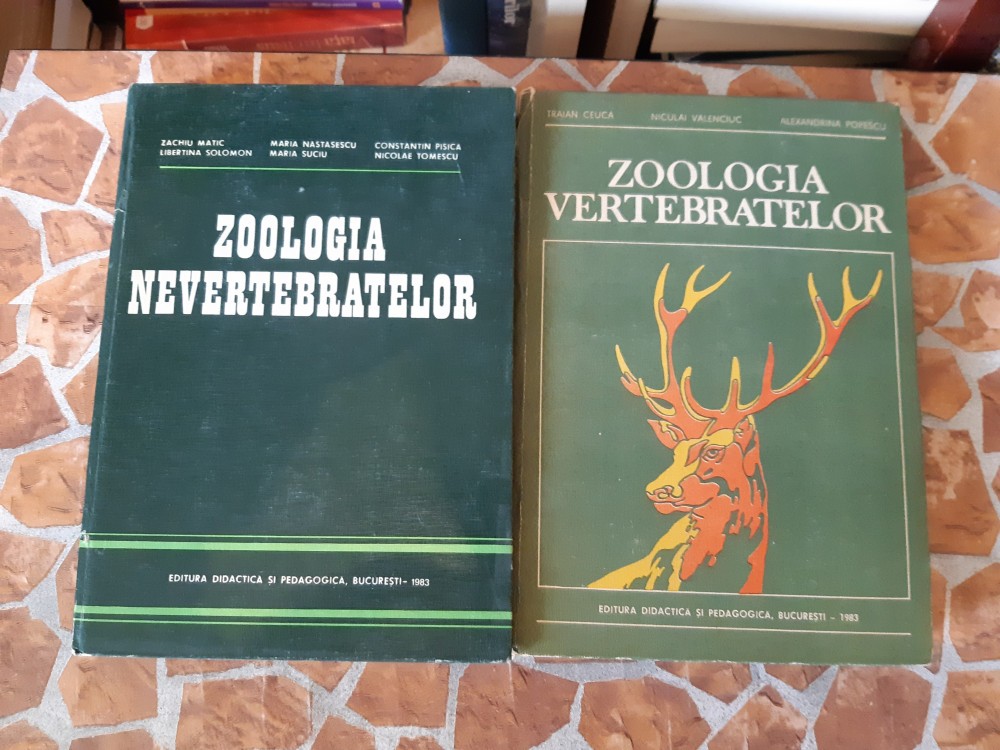 ZACHIU MATIC MARIA NASTASESCU CONSTANTIN PISICA
LIBERTINA SOLOMON MARIA SUCIU NICOLAE TOMESCU
ZOOLOGIA
NEVERTEBRATELOR
EDITURA DIDACTICA ȘI PEDAGOGICA, BUCUREȘTI - 1983
TRAIAN CEUCA NICULAI VALENCIUC ALEXANDRINA POPESCU
ZOOLOGIA
VERTEBRATELOR
EDITURA DIDACTICA ȘI PEDAGOGICA, BUCUREȘTI - 1983